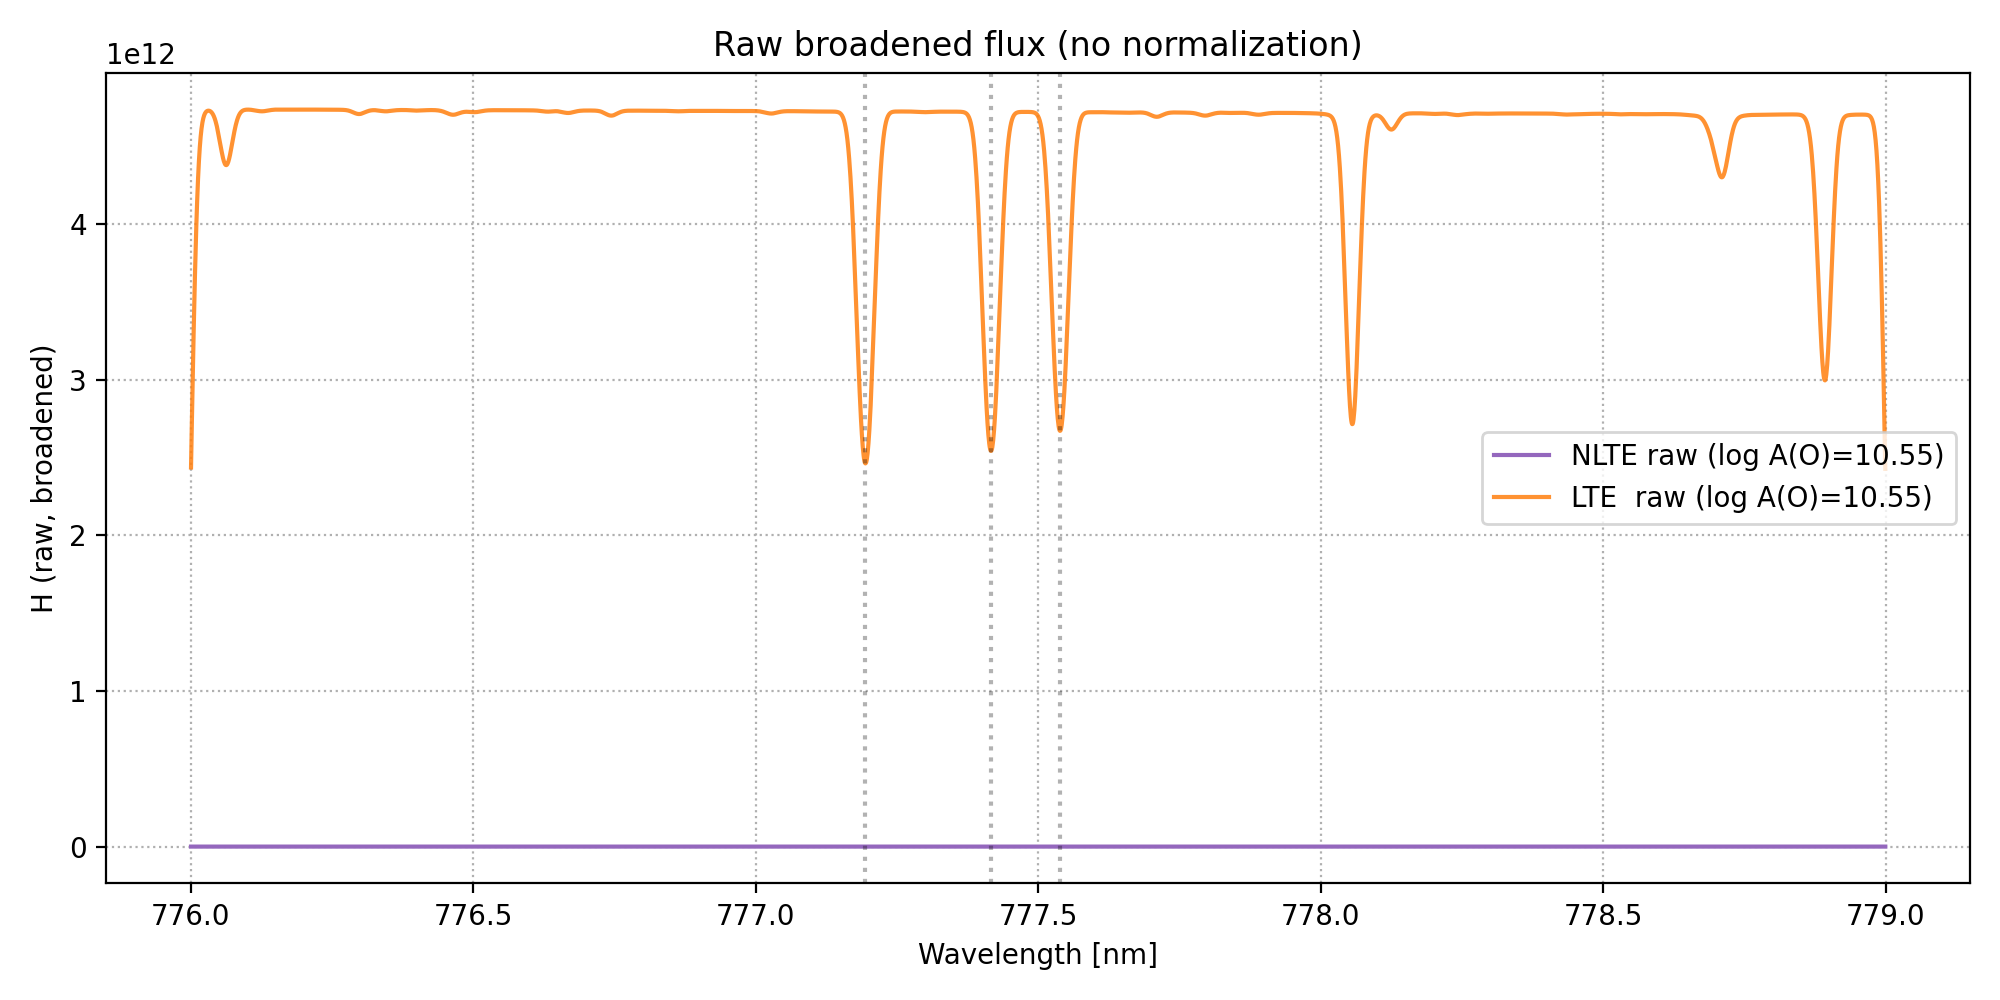 Raw broadened flux (no normalization)
1e12
4
3
2
1
0
H (raw, broadened)
NLTE raw (log A(O)=10.55)
LTE  raw (log A(O)=10.55)
776.0 776.5 777.0 777.5 778.0 778.5 779.0
Wavelength [nm]